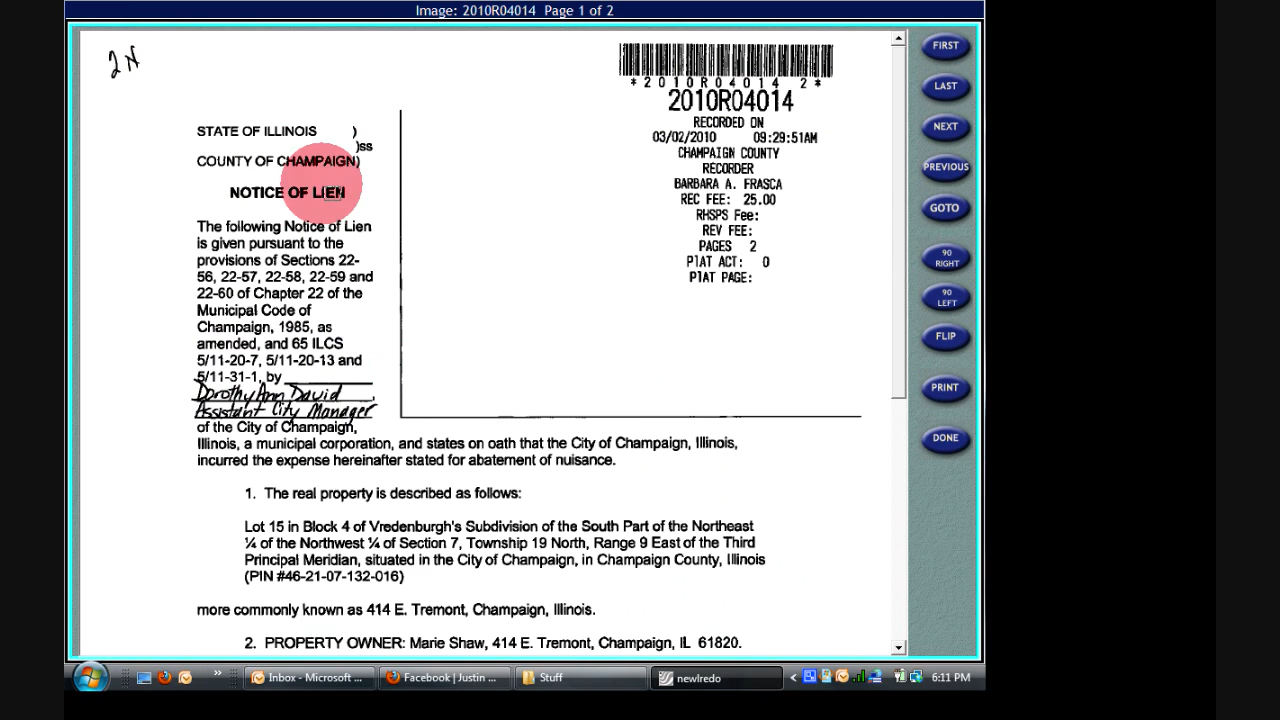 Image: 2010R04014 Page 1 of 2
2N
*2010R04014 2*
2010R04014
RECORDED ON
03/02/2010 09:29:51AM
CHAMPAIGN COUNTY
RECORDER
BARBARA A. FRASCA
REC FEE: 25.00
RHSPS Fee:
REV FEE:
PAGES 2
PlAT ACT: 0
PlAT PAGE:
STATE OF ILLINOIS )
)ss
COUNTY OF CHAMPAIGN)
NOTICE OF LIEN
The following Notice of Lien
is given pursuant to the
provisions of Sections 22-
56, 22-57, 22-58, 22-59 and
22-60 of Chapter 22 of the
Municipal Code of
Champaign, 1985, as
amended, and 65 ILCS
5/11-20-7, 5/11-20-13 and
5/11-31-1, by
Dorothy Ann David,
Assistant City Manager
of the City of Champaign,
Illinois, a municipal corporation, and states on oath that the City of Champaign, Illinois,
incurred the expense hereinafter stated for abatement of nuisance.
1. The real property is described as follows:
Lot 15 in Block 4 of Vredenburgh's Subdivision of the South Part of the Northeast
¼ of the Northwest ¼ of Section 7, Township 19 North, Range 9 East of the Third
Principal Meridian, situated in the City of Champaign, in Champaign County, Illinois
(PIN #46-21-07-132-016)
more commonly known as 414 E. Tremont, Champaign, Illinois.
2. PROPERTY OWNER: Marie Shaw, 414 E. Tremont, Champaign, IL 61820.
FIRST
LAST
NEXT
PREVIOUS
GOTO
90
RIGHT
90
LEFT
FLIP
PRINT
DONE
» Inbox - Microsoft ... Facebook | Justin ... Stuff newlredo < 6:11 PM